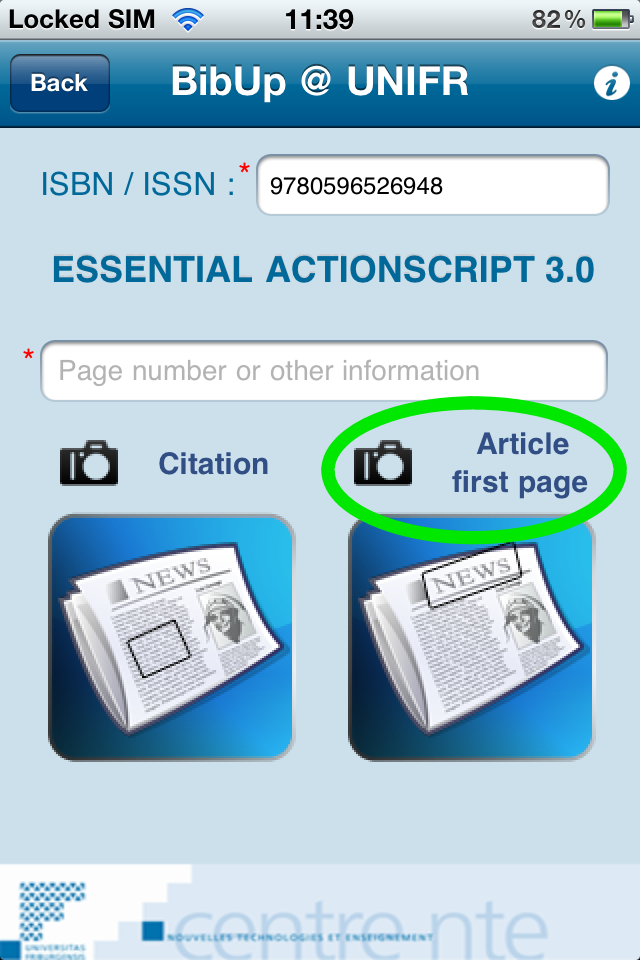 Locked SIM 11:39 82%
Back BibUp @ UNIFR i
ISBN / ISSN : * 9780596526948
ESSENTIAL ACTIONSCRIPT 3.0
* Page number or other information
Citation
Article
first page
NEWS
NEWS
centre nte
NOUVELLES TECHNOLOGIES ET ENSEIGNEMENT
UNIVERSITAS
FRIBURGENSIS